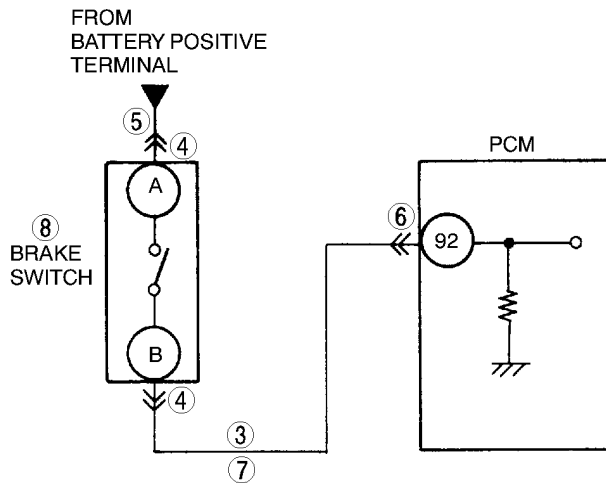 FROM
BATTERY POSITIVE
TERMINAL
5
4
PCM
A
8
BRAKE
SWITCH
6
92
B
4
3
7